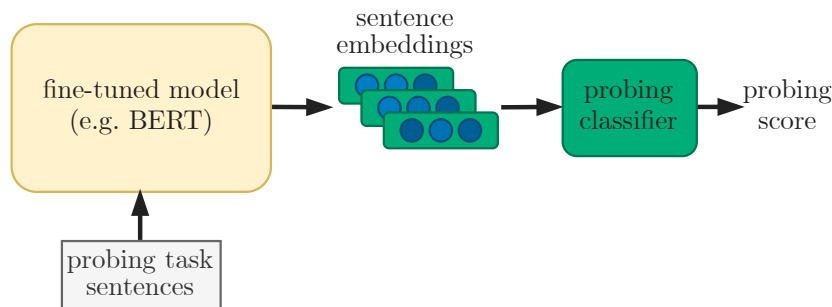 fine-tuned model
(e.g. BERT)
sentence
embeddings
probing
classifier
probing
score
probing task
sentences